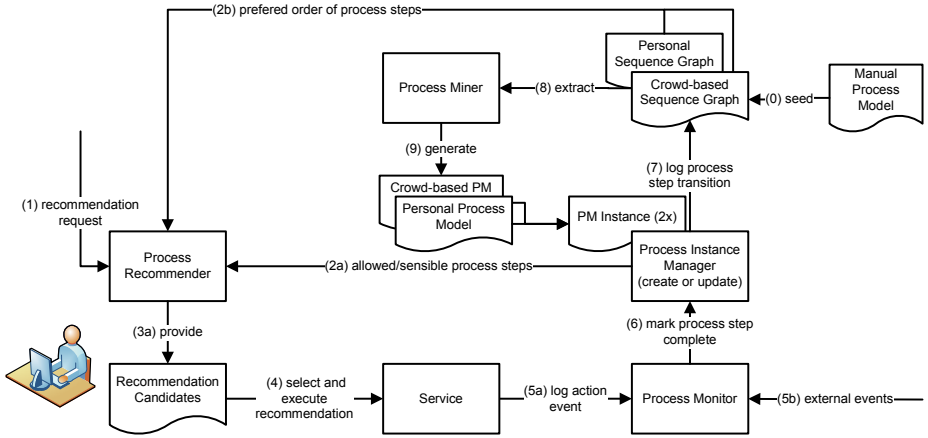 (2b) prefered order of process steps
Personal
Sequence Graph
Crowd-based
Sequence Graph
Manual
Process
Model
(0) seed
Process Miner
(8) extract
(9) generate
(7) log process
step transition
Crowd-based PM
Personal Process
Model
PM Instance (2x)
(1) recommendation
request
Process
Recommender
(2a) allowed/sensible process steps
Process Instance
Manager
(create or update)
(3a) provide
(6) mark process step
complete
Recommendation
Candidates
(4) select and
execute
recommendation
Service
(5a) log action
event
Process Monitor
(5b) external events